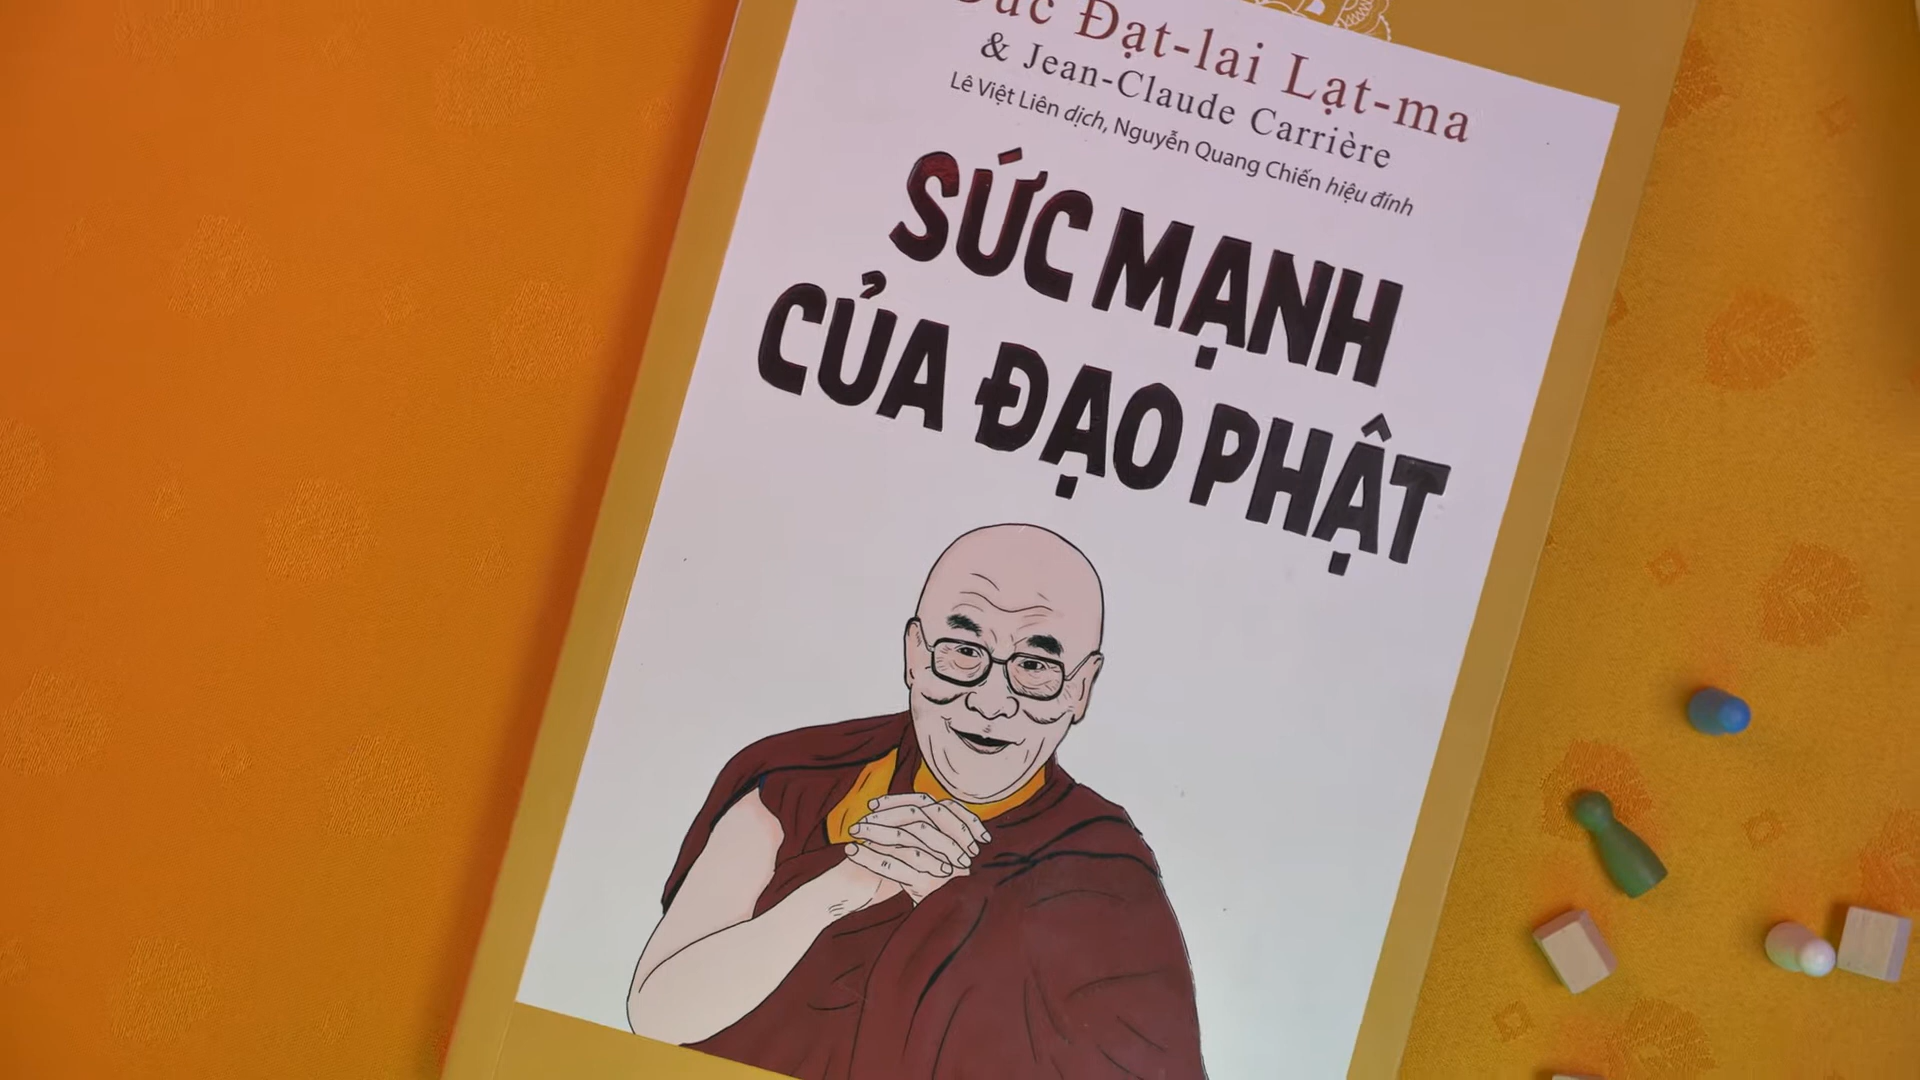 Đạt-lai Lạt-ma
& Jean-Claude Carrière
Lê Việt Liên dịch, Nguyễn Quang Chiến hiệu đính
SỨC MẠNH
CỦA ĐẠO PHẬT